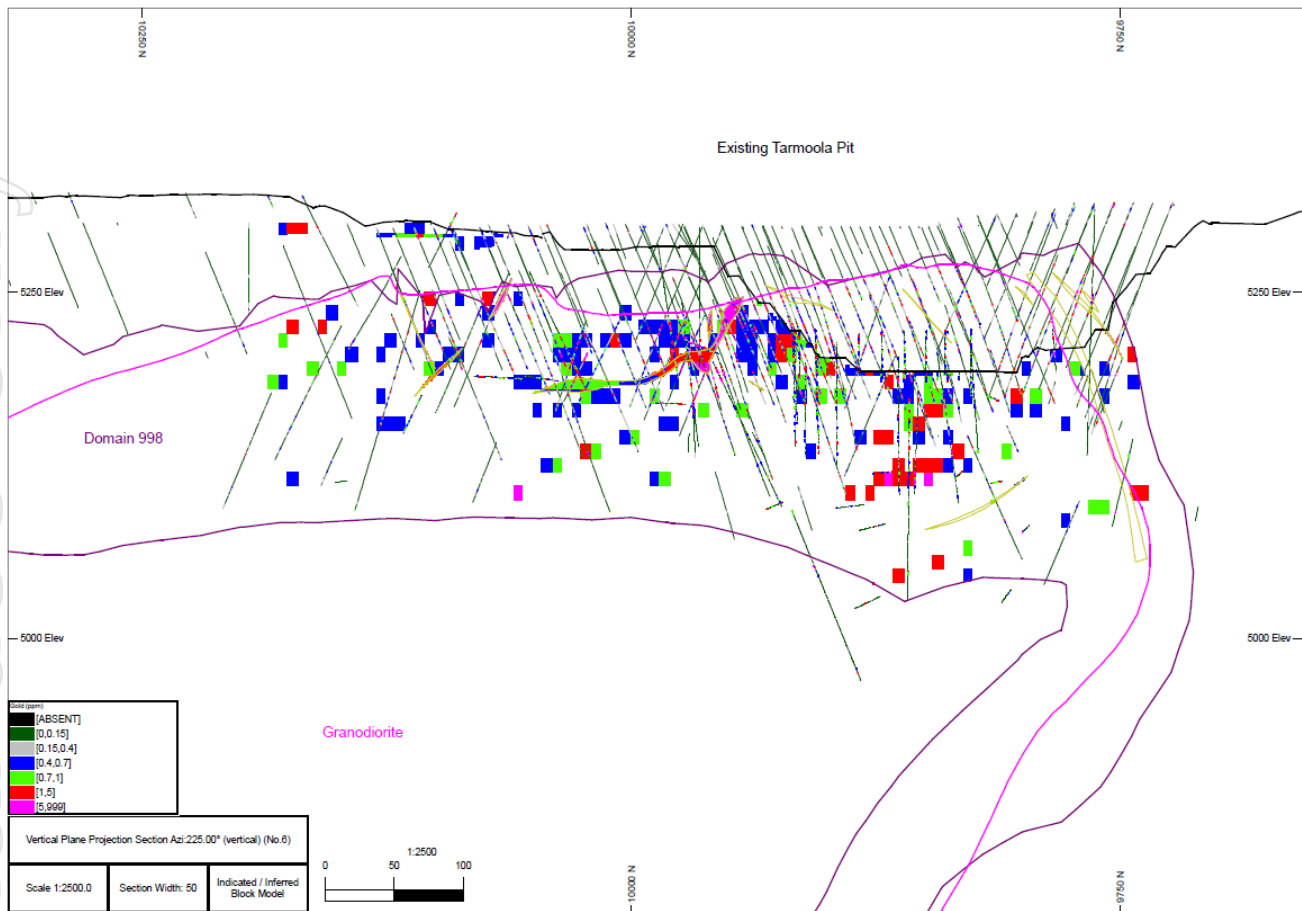 10250 N
10000 N
9750 N
Existing Tarmoola Pit
5250 Elev
5250 Elev
Domain 998
5000 Elev
5000 Elev
Granodiorite
Gold (ppm)
[ABSENT]
[0,0.15]
[0.15,0.4]
[0.4,0.7]
[0.7,1]
[1,5]
[5,999]
Vertical Plane Projection Section Azi:225.00° (vertical) (No.6)
Scale 1:2500.0
Section Width: 50
Indicated / Inferred
Block Model
1:2500
0 50 100
10000 N
9750 N